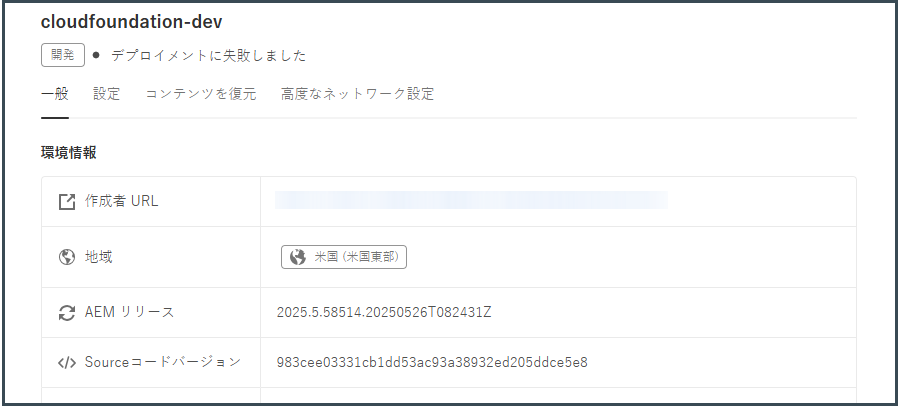 cloudfoundation-dev
開発 ● デプロイメントに失敗しました
一般 設定 コンテンツを復元 高度なネットワーク設定
環境情報
作成者 URL
地域 米国 (米国東部)
AEM リリース 2025.5.58514.20250526T082431Z
Sourceコードバージョン 983cee03331cb1dd53ac93a38932ed205ddce5e8